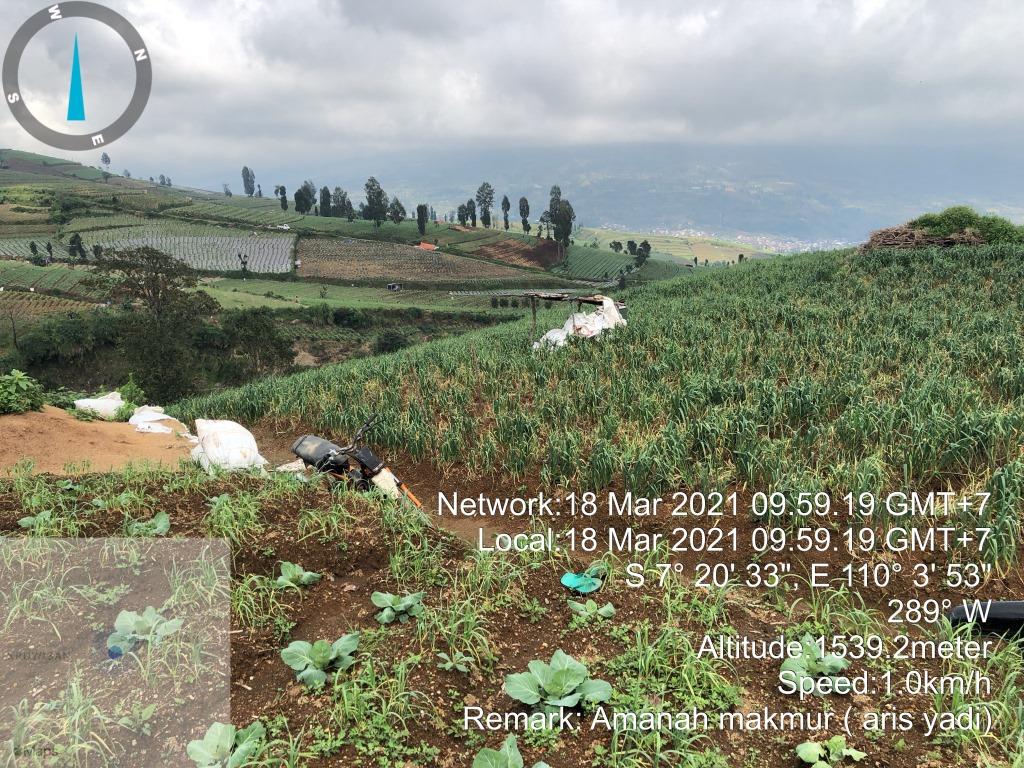 W
N
S
E
Network:18 Mar 2021 09.59.19 GMT+7
Local:18 Mar 2021 09.59.19 GMT+7
S 7° 20' 33", E 110° 3' 53"
289° W
Altitude:1539.2meter
Speed:1.0km/h
Remark: Amanah makmur ( aris yadi)